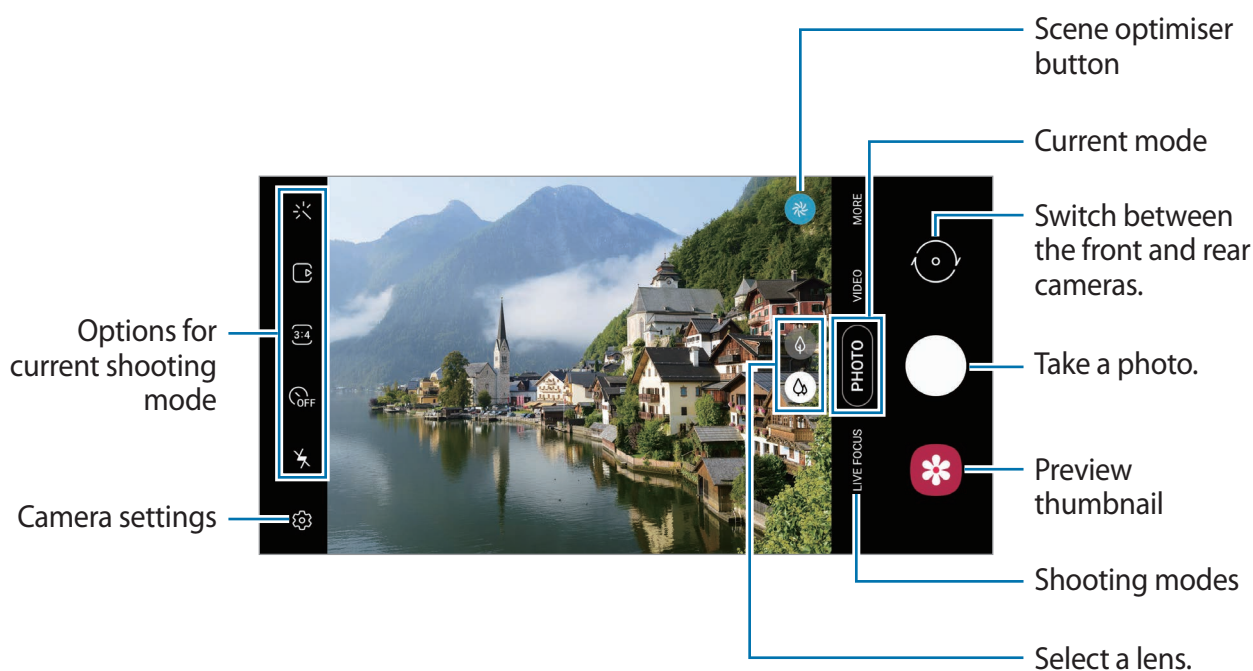 Scene optimiser
button
Current mode
Switch between
the front and rear
cameras.
Take a photo.
Preview
thumbnail
Shooting modes
Select a lens.
Options for
current shooting
mode
Camera settings
3:4
OFF
MORE
VIDEO
PHOTO
LIVE FOCUS